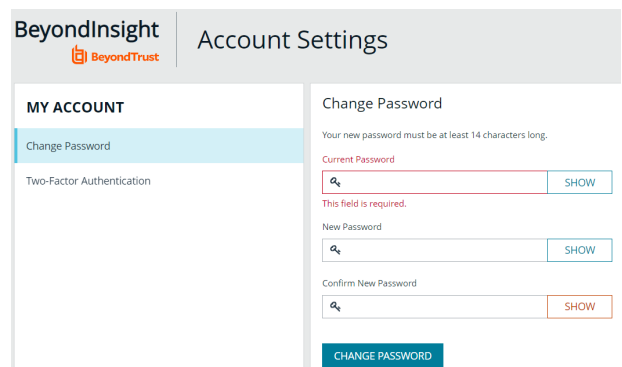 BeyondInsight
BeyondTrust
Account Settings
MY ACCOUNT
Change Password
Two-Factor Authentication
Change Password
Your new password must be at least 14 characters long.
Current Password
SHOW
This field is required.
New Password
SHOW
Confirm New Password
SHOW
CHANGE PASSWORD